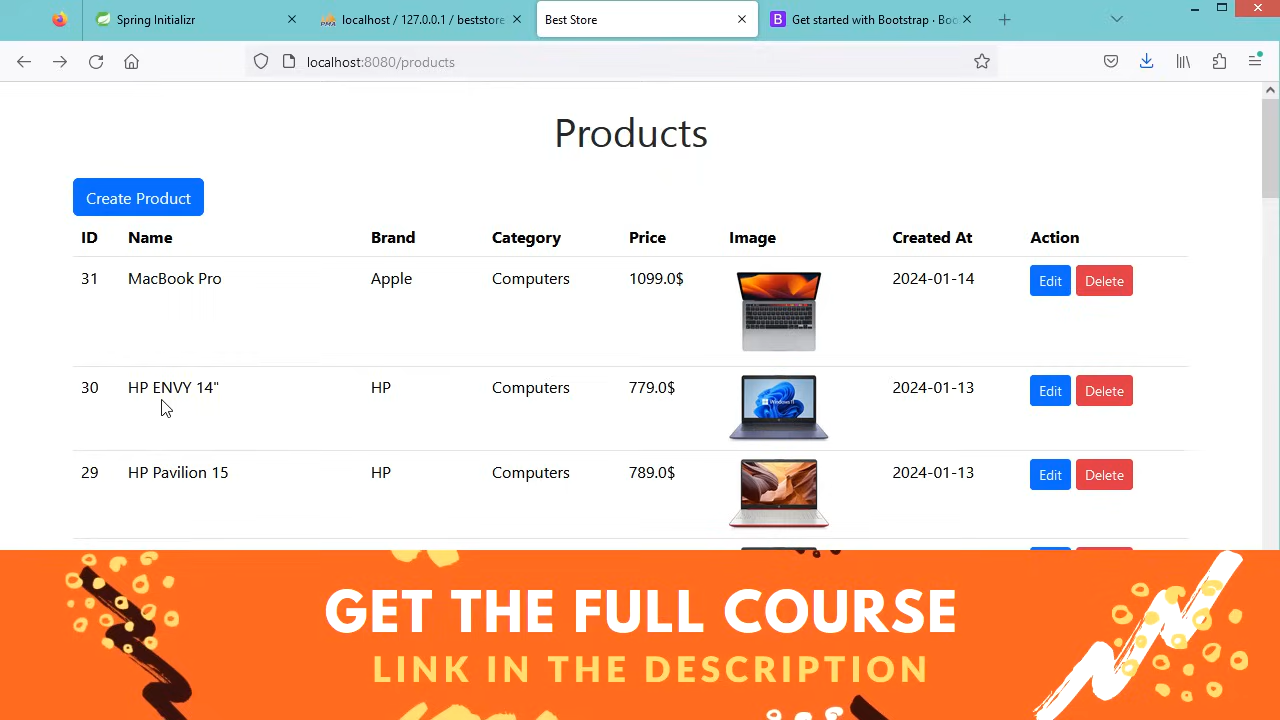 Spring Initializr
localhost / 127.0.0.1 / beststore
Best Store
Get started with Bootstrap · Boo
localhost:8080/products
Products
Create Product
ID Name Brand Category Price Image Created At Action
31 MacBook Pro Apple Computers 1099.0$ 2024-01-14 Edit Delete
30 HP ENVY 14" HP Computers 779.0$ 2024-01-13 Edit Delete
29 HP Pavilion 15 HP Computers 789.0$ 2024-01-13 Edit Delete
GET THE FULL COURSE
LINK IN THE DESCRIPTION